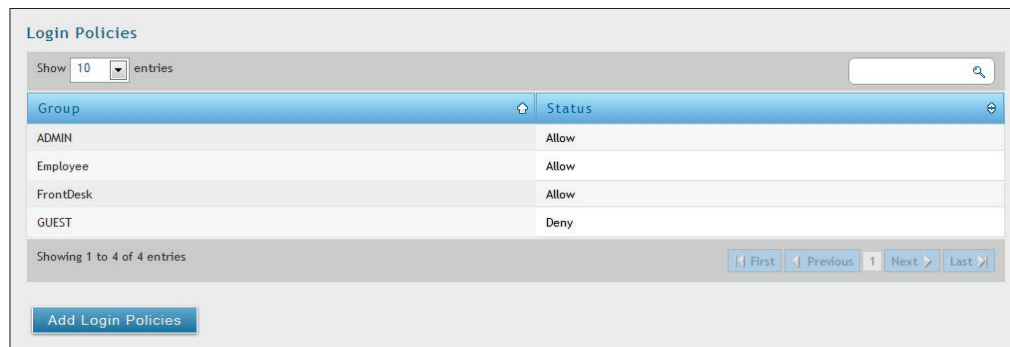 Login Policies
Show 10 entries
Group Status
ADMIN Allow
Employee Allow
FrontDesk Allow
GUEST Deny
Showing 1 to 4 of 4 entries First Previous 1 Next Last
Add Login Policies